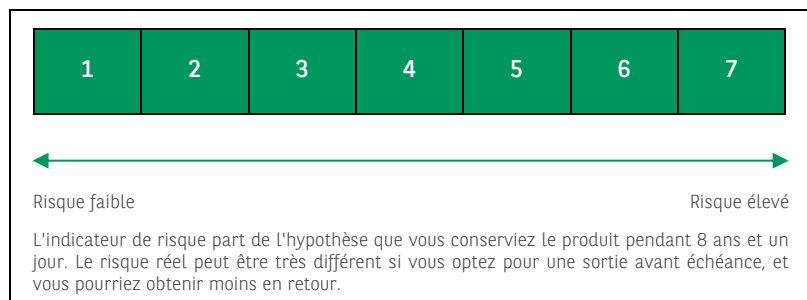 1 2 3 4 5 6 7
Risque faible Risque élevé
L'indicateur de risque part de l'hypothèse que vous conserviez le produit pendant 8 ans et un
jour. Le risque réel peut être très différent si vous optez pour une sortie avant échéance, et
vous pourriez obtenir moins en retour.